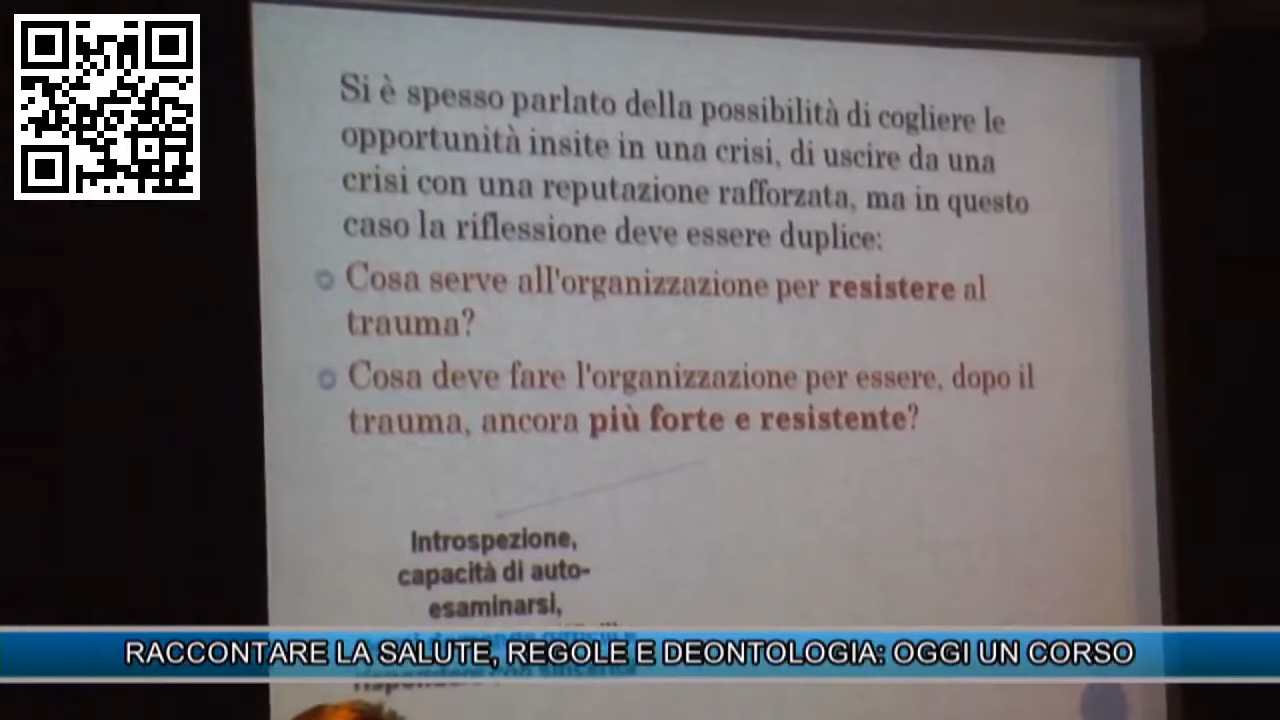 Si è spesso parlato della possibilità di cogliere le
opportunità insite in una crisi, di uscire da una
crisi con una reputazione rafforzata, ma in questo
caso la riflessione deve essere duplice:
Cosa serve all'organizzazione per resistere al
trauma?
Cosa deve fare l'organizzazione per essere, dopo il
trauma, ancora più forte e resistente?
Introspezione,
capacità di auto-
esaminarsi,
RACCONTARE LA SALUTE, REGOLE E DEONTOLOGIA: OGGI UN CORSO